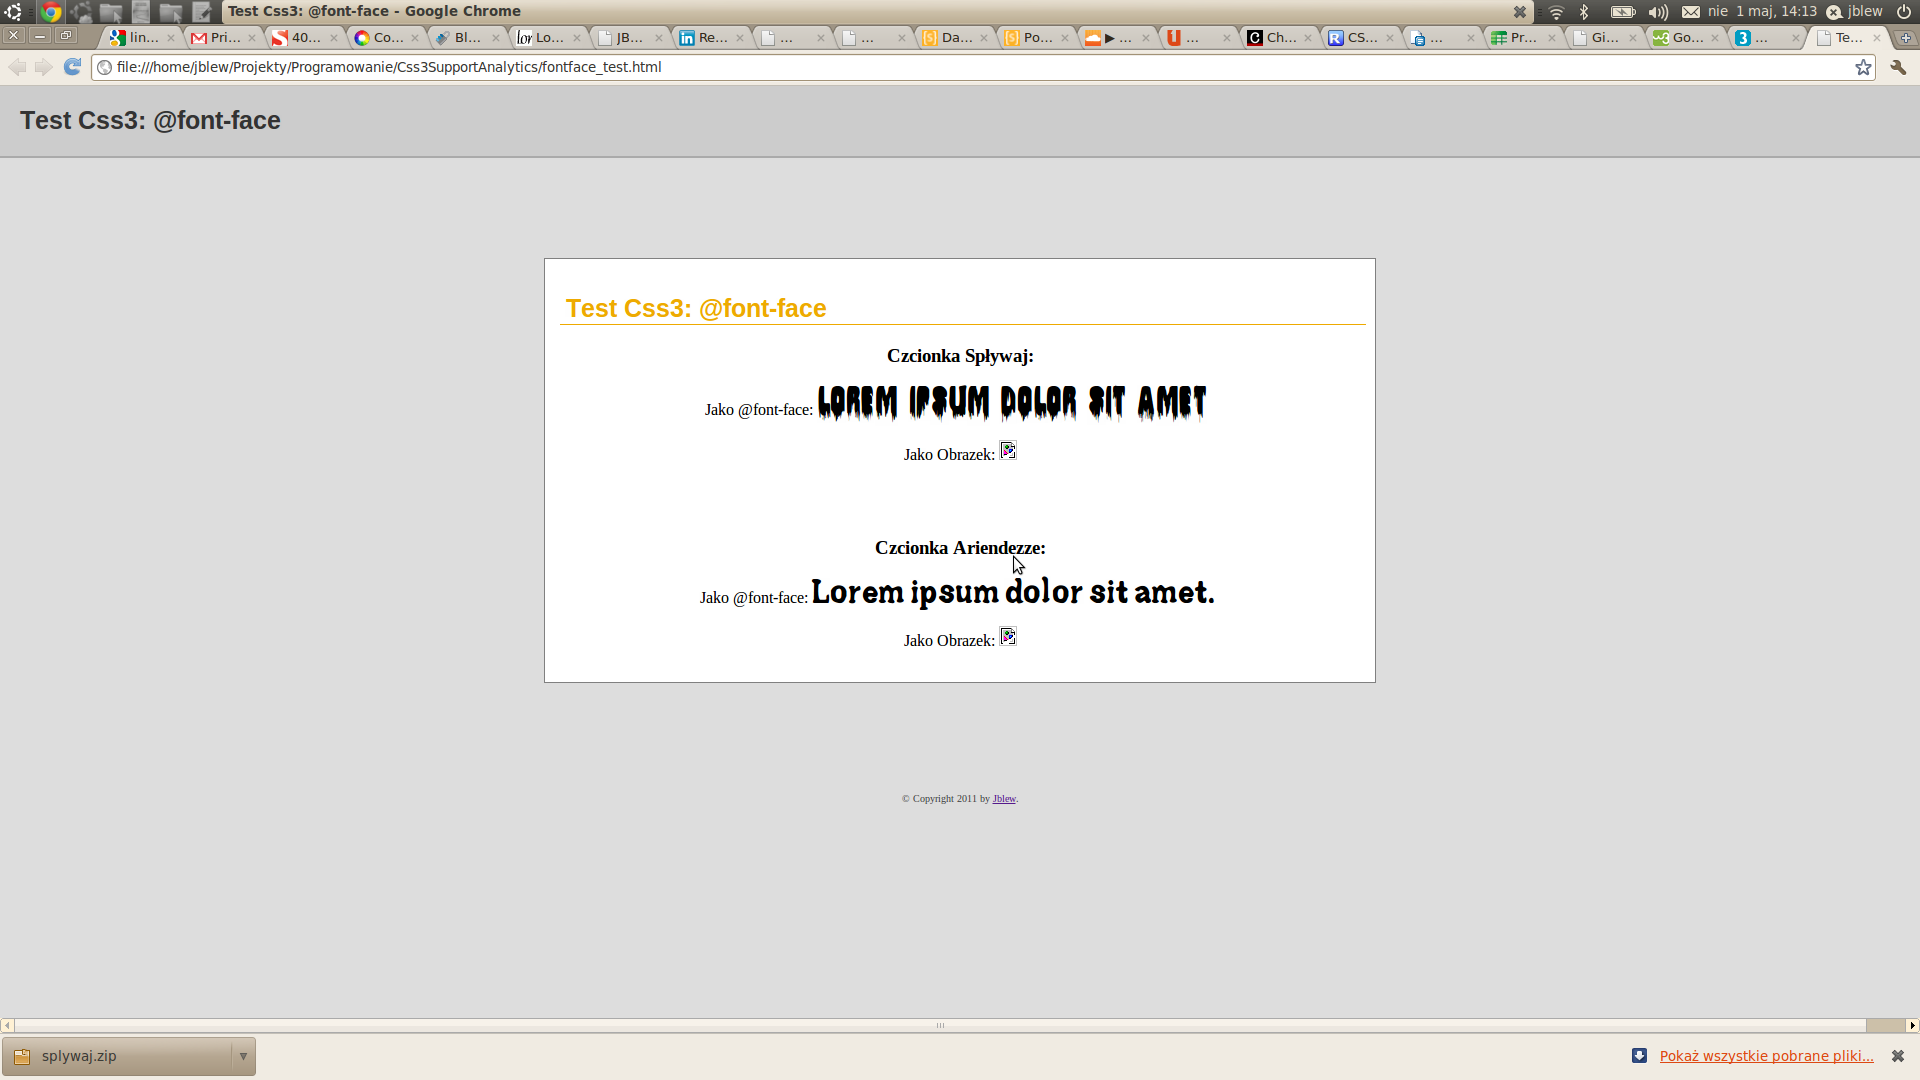 Test Css3: @font-face - Google Chrome
nie 1 maj, 14:13 jblew
lin... Pri... 40... Co... Bl... Lo... JB... Re... ... ... Da... Po... ▶ ... ... Ch... CS... ... Pr... Gi... Go... ... Te...
file:///home/jblew/Projekty/Programowanie/Css3SupportAnalytics/fontface_test.html
Test Css3: @font-face
Test Css3: @font-face
Czcionka Spływaj:
Jako @font-face: LOREM IPSUM DOLOR SIT AMET
Jako Obrazek:
Czcionka Ariendezze:
Jako @font-face: Lorem ipsum dolor sit amet.
Jako Obrazek:
© Copyright 2011 by Jblew.
splywaj.zip
Pokaż wszystkie pobrane pliki...